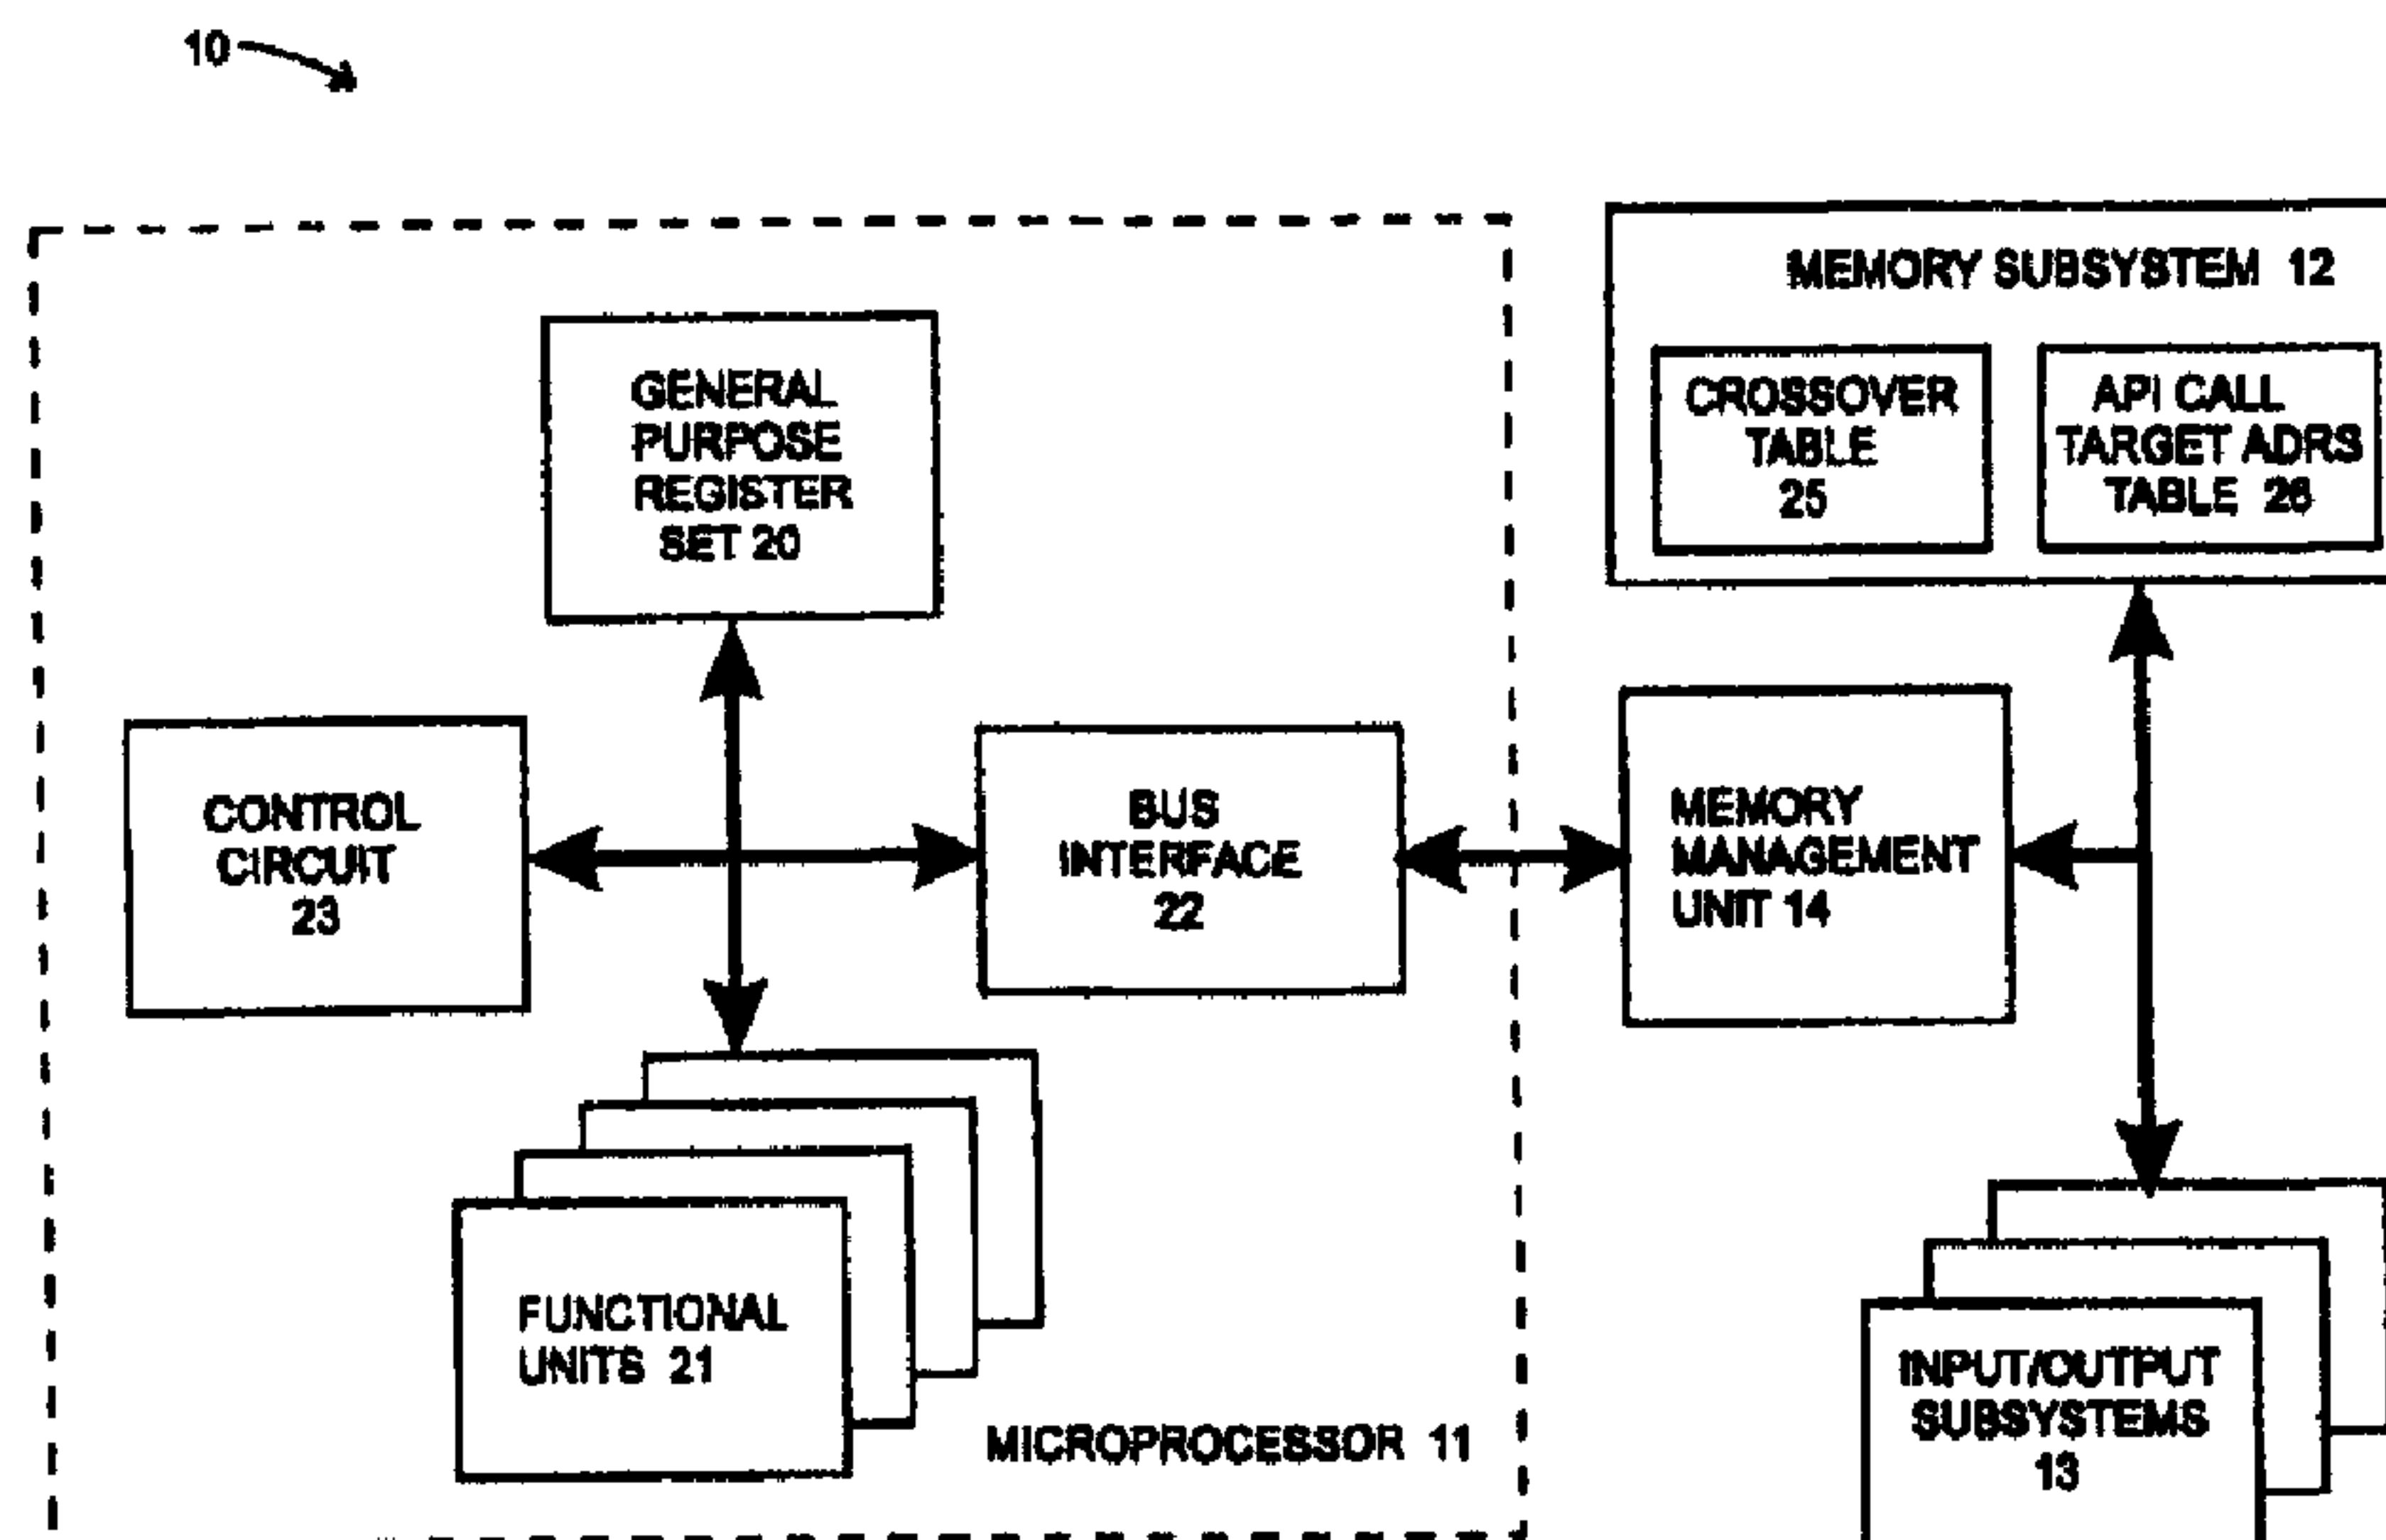 10
MEMORY SUBSYSTEM 12
GENERAL
PURPOSE
REGISTER
SET 20
CROSSOVER
TABLE
25
API CALL
TARGET ADRS
TABLE 26
CONTROL
CIRCUIT
23
BUS
INTERFACE
22
MEMORY
MANAGEMENT
UNIT 14
FUNCTIONAL
UNITS 21
MICROPROCESSOR 11
INPUT/OUTPUT
SUBSYSTEMS
13